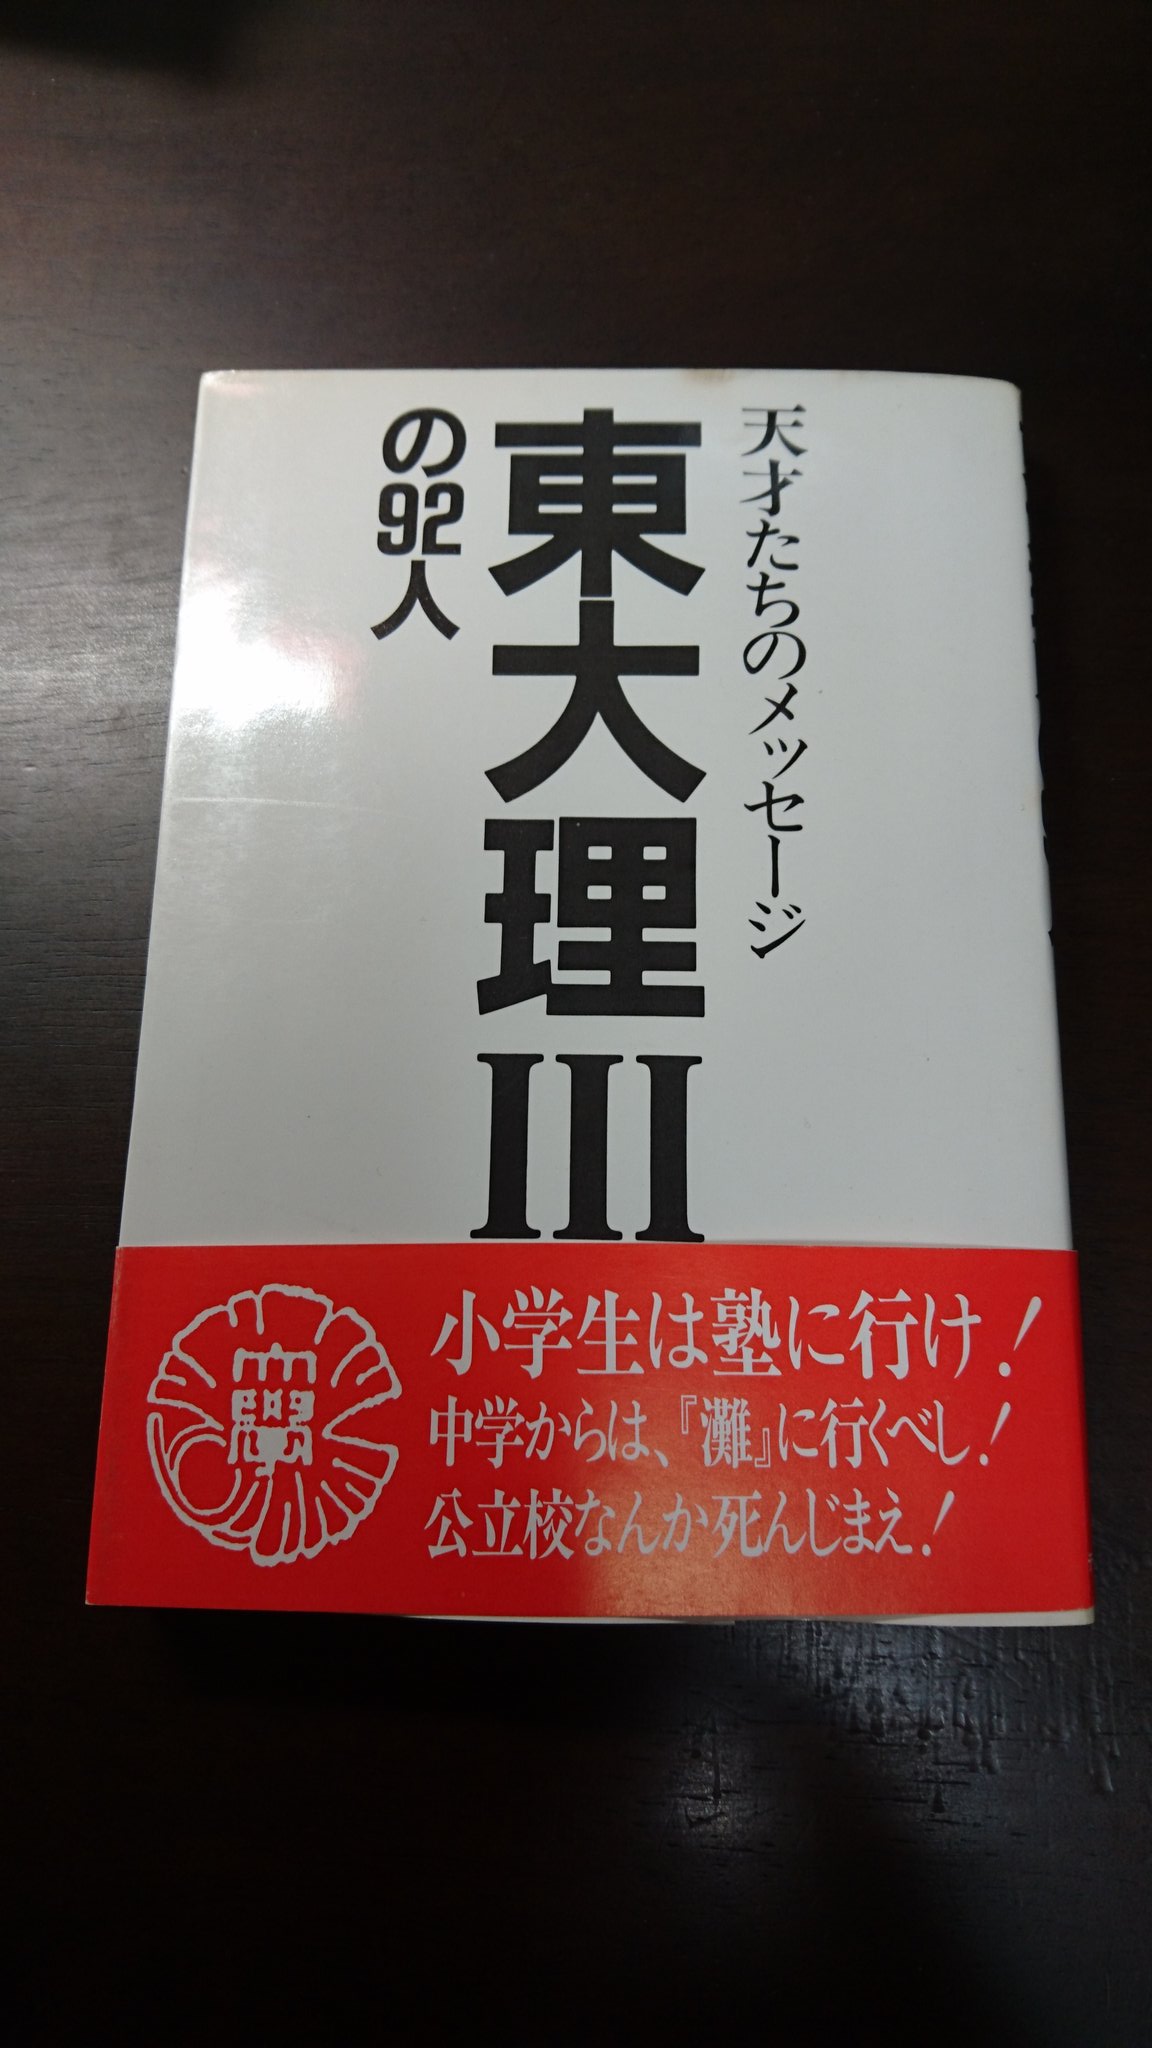 天才たちのメッセージ
東大理III
の92人
小学生は塾に行け!
中学からは、『灘』に行くべし!
公立校なんか死んじまえ!